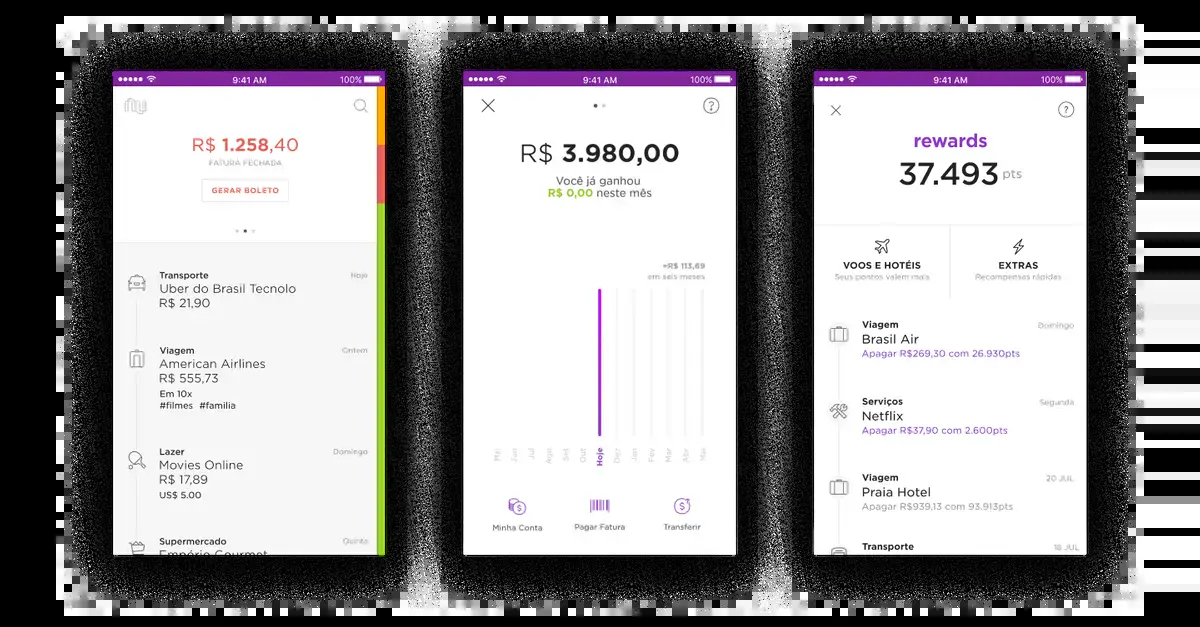 9:41 AM
100%
nu
R$ 1.258,40
FATURA FECHADA
GERAR BOLETO
Transporte
Hoje
Uber do Brasil Tecnolo
R$ 21,90
Viagem
Ontem
American Airlines
R$ 555,73
Em 10x
#filmes #familia
Lazer
Domingo
Movies Online
R$ 17,89
US$ 5.00
Supermercado
Quinta
Empório Gourmet
9:41 AM
100%
?
R$ 3.980,00
Você já ganhou
R$ 0,00 neste mês
+R$ 113,69
em seis meses
Mai Jun Jul Ago Set Out Hoje Dez Jan Fev Mar Abr Mai
Minha Conta
Pagar Fatura
Transferir
9:41 AM
100%
?
rewards
37.493 pts
VOOS E HOTÉIS
Seus pontos valem mais
EXTRAS
Recompensas rápidas
Viagem
Domingo
Brasil Air
Apagar R$269,30 com 26.930pts
Serviços
Segunda
Netflix
Apagar R$37,90 com 2.600pts
Viagem
20 JUL
Praia Hotel
Apagar R$939,13 com 93.913pts
Transporte
18 JUL